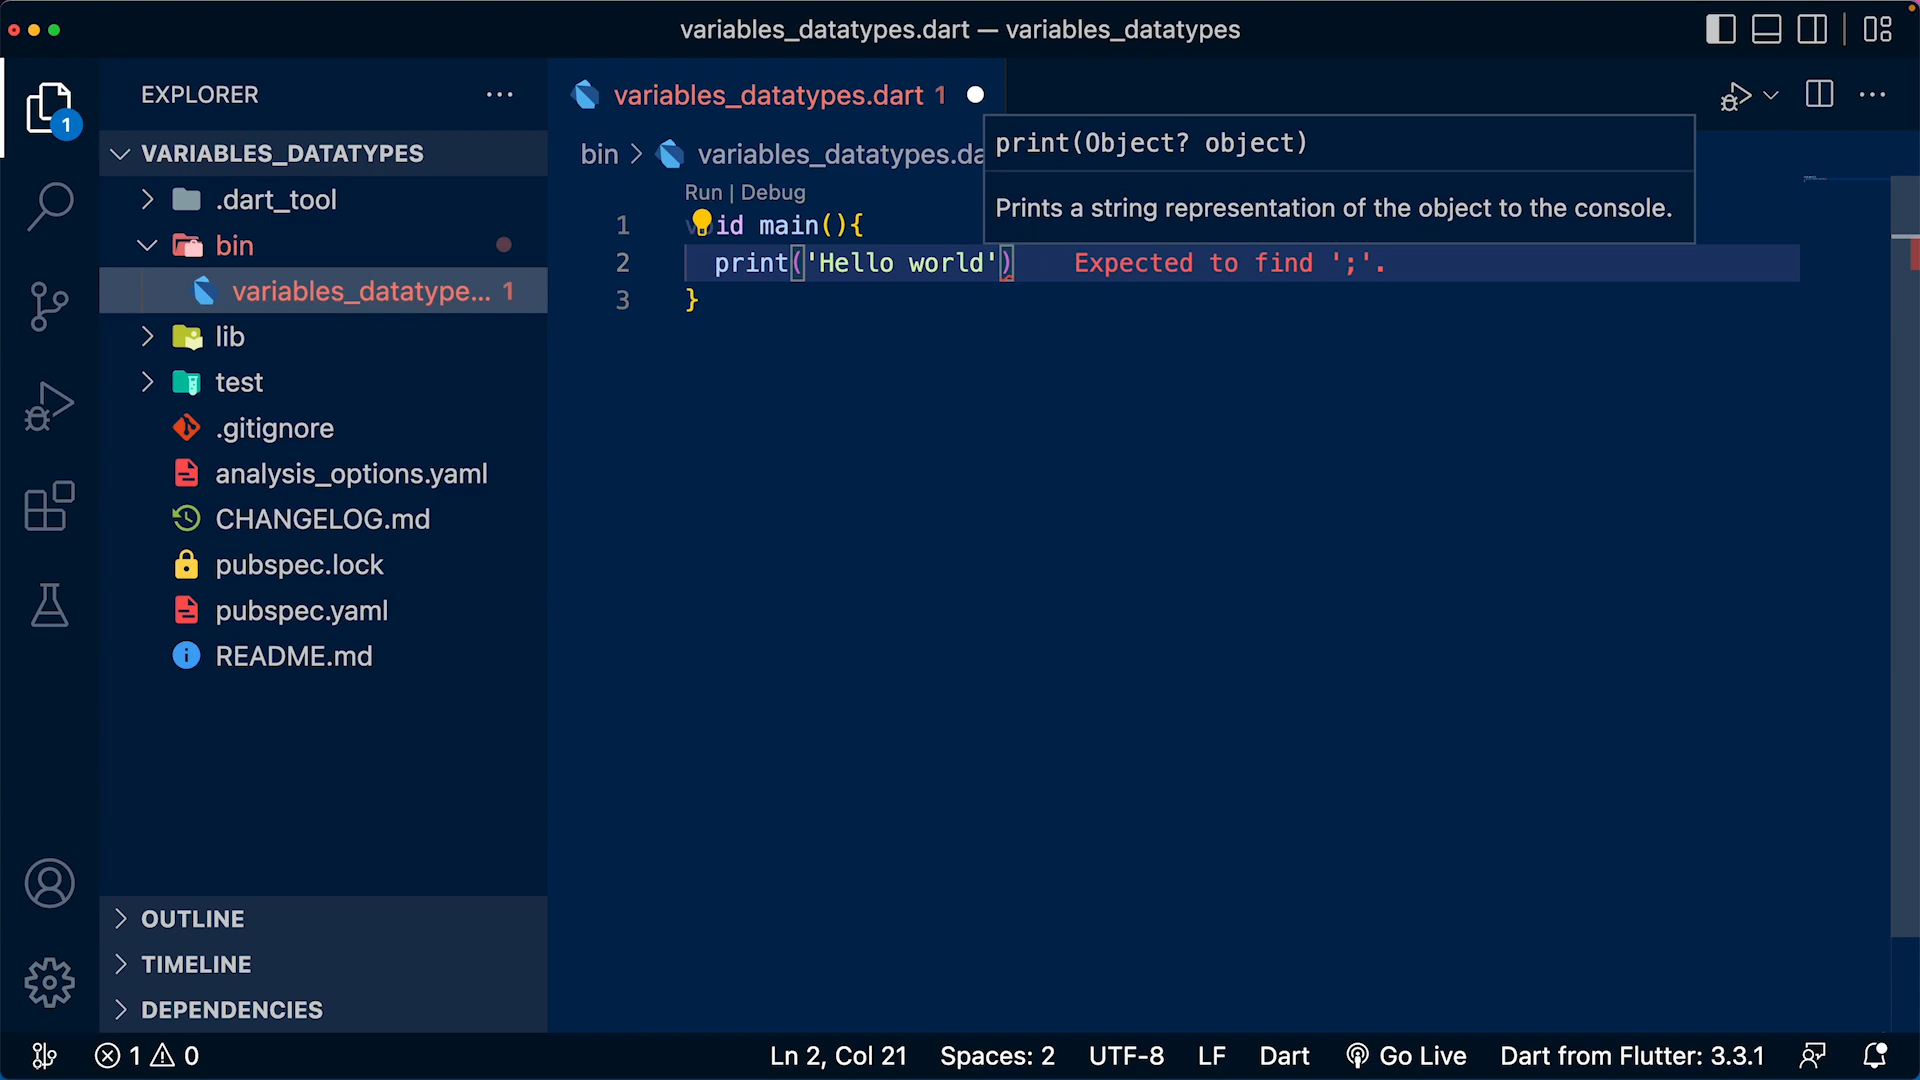 variables_datatypes.dart — variables_datatypes
EXPLORER
1
VARIABLES_DATATYPES
.dart_tool
bin
variables_datatype... 1
lib
test
.gitignore
analysis_options.yaml
CHANGELOG.md
pubspec.lock
pubspec.yaml
README.md
OUTLINE
TIMELINE
DEPENDENCIES
variables_datatypes.dart 1
bin > variables_datatypes.da
print(Object? object)
Prints a string representation of the object to the console.
Run | Debug
1 void main(){
2 print('Hello world') Expected to find ';'.
3 }
1 0 Ln 2, Col 21 Spaces: 2 UTF-8 LF Dart Go Live Dart from Flutter: 3.3.1